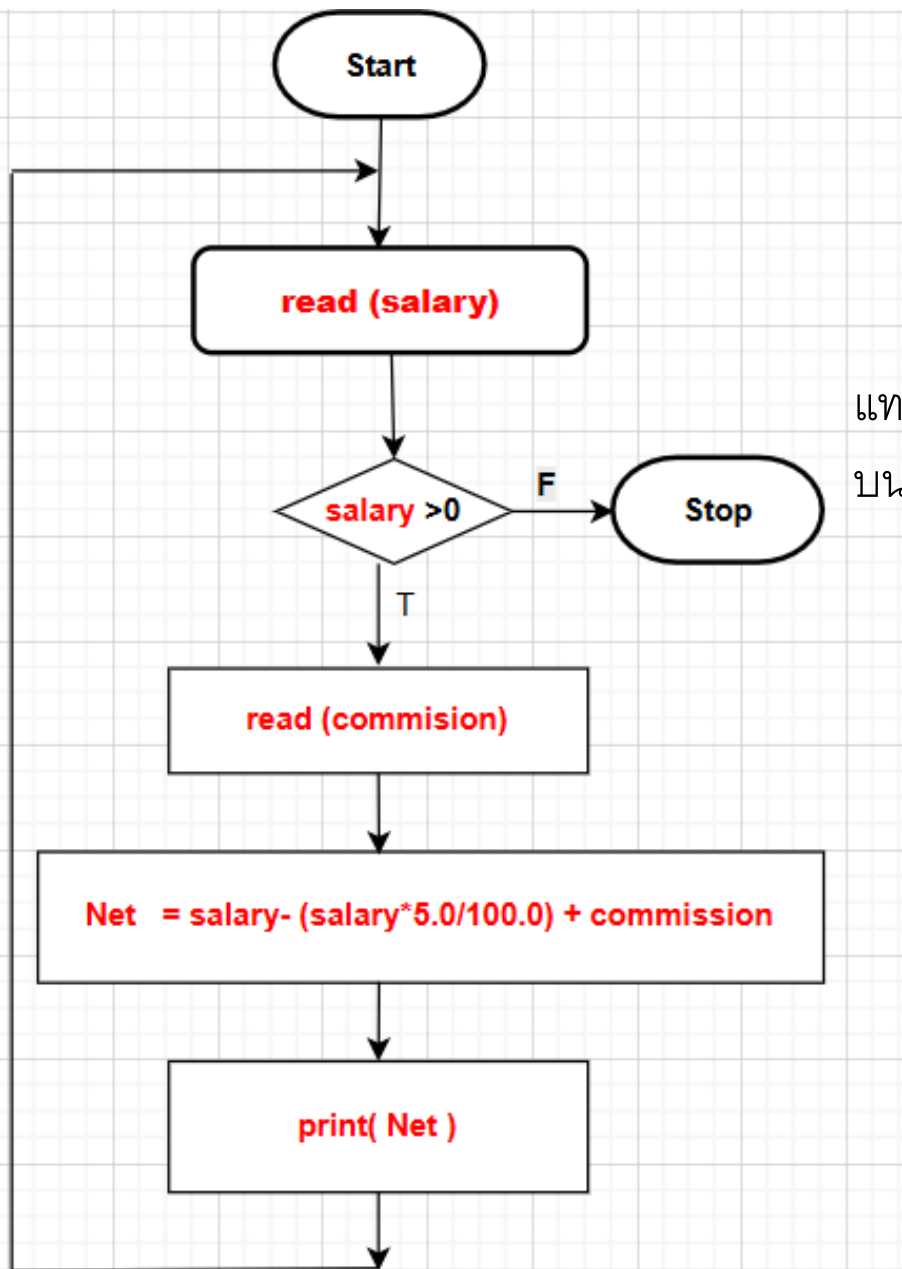 Start
read (salary)
salary >0
F
Stop
T
read (commision)
Net = salary- (salary*5.0/100.0) + commission
print( Net )